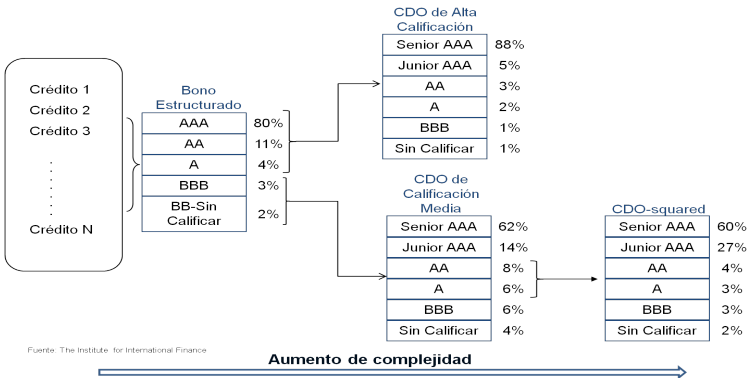 Crédito 1
Crédito 2
Crédito 3
Crédito N
Bono
Estructurado
AAA 80%
AA 11%
A 4%
BBB 3%
BB-Sin
Calificar 2%
CDO de Alta
Calificación
Senior AAA 88%
Junior AAA 5%
AA 3%
A 2%
BBB 1%
Sin Calificar 1%
CDO de
Calificación
Media
Senior AAA 62%
Junior AAA 14%
AA 8%
A 6%
BBB 6%
Sin Calificar 4%
CDO-squared
Senior AAA 60%
Junior AAA 27%
AA 4%
A 3%
BBB 3%
Sin Calificar 2%
Fuente: The Institute for International Finance
Aumento de complejidad